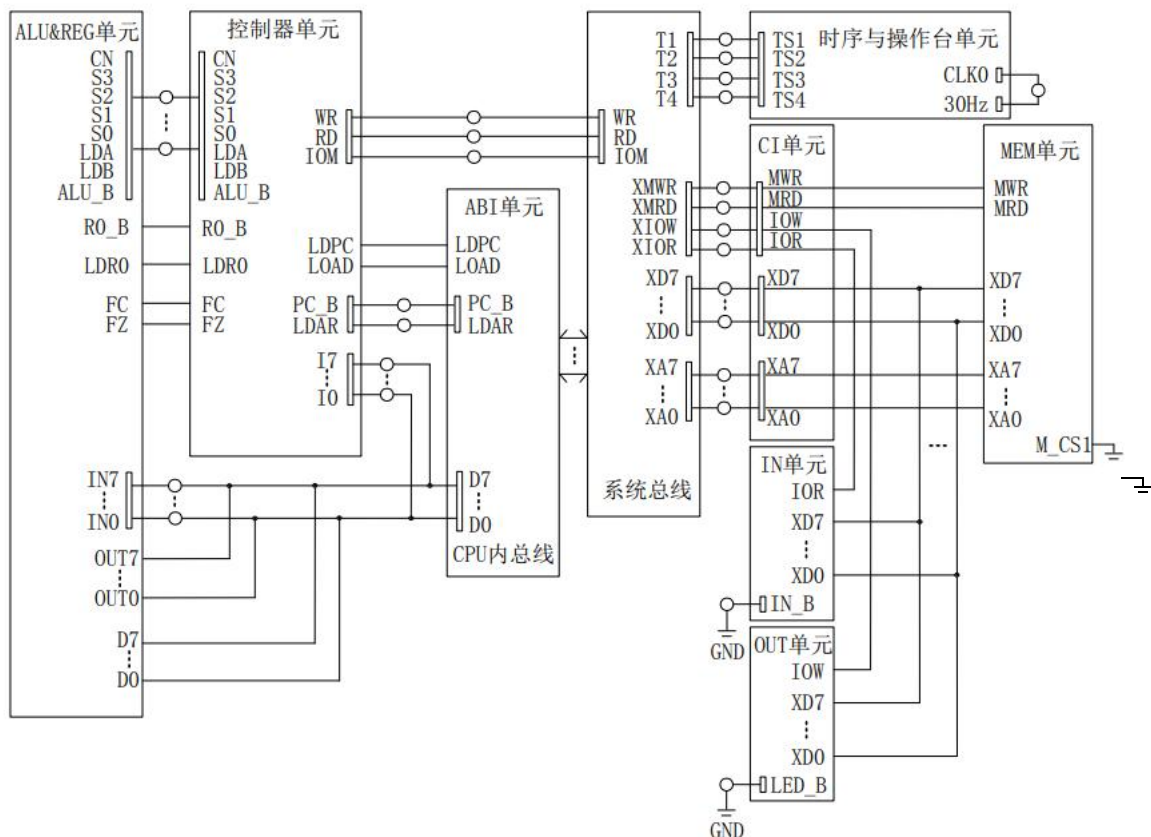 ALU&REG单元
CN
S3
S2
S1
S0
LDA
LDB
ALU_B
R0_B
LDR0
FC
FZ
IN7
IN0
OUT7
OUT0
D7
D0
控制器单元
CN
S3
S2
S1
S0
LDA
LDB
ALU_B
R0_B
LDR0
FC
FZ
WR
RD
IOM
LDPC
LOAD
PC_B
LDAR
I7
I0
ABI单元
LDPC
LOAD
PC_B
LDAR
D7
D0
CPU内总线
T1
T2
T3
T4
WR
RD
IOM
XMWR
XMRD
XIOW
XIOR
XD7
XD0
XA7
XA0
系统总线
时序与操作台单元
TS1
TS2
TS3
TS4
CLK0
30Hz
CI单元
MWR
MRD
IOW
IOR
XD7
XD0
XA7
XA0
MEM单元
MWR
MRD
XD7
XD0
XA7
XA0
M_CS1
IN单元
IOR
XD7
XD0
IN_B
GND
OUT单元
IOW
XD7
XD0
LED_B
GND